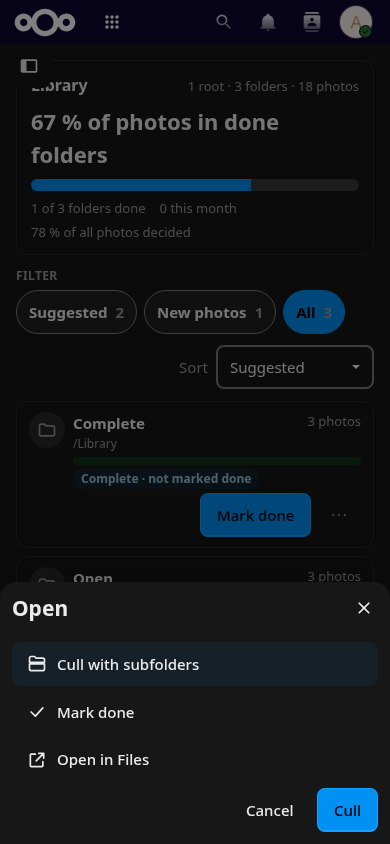 A
Library
1 root · 3 folders · 18 photos
67 % of photos in done
folders
1 of 3 folders done 0 this month
78 % of all photos decided
FILTER
Suggested 2
New photos 1
All 3
Sort
Suggested
Complete
3 photos
/Library
Complete · not marked done
Mark done
...
Open
3 photos
Open
Cull with subfolders
Mark done
Open in Files
Cancel
Cull